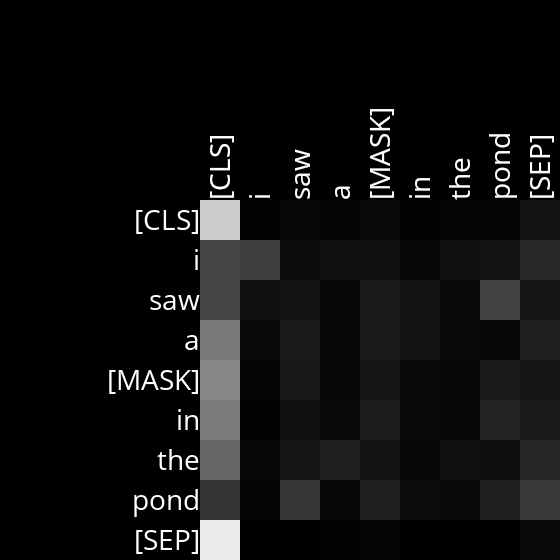 [CLS] i saw a [MASK] in the pond [SEP]
[CLS]
i
saw
a
[MASK]
in
the
pond
[SEP]